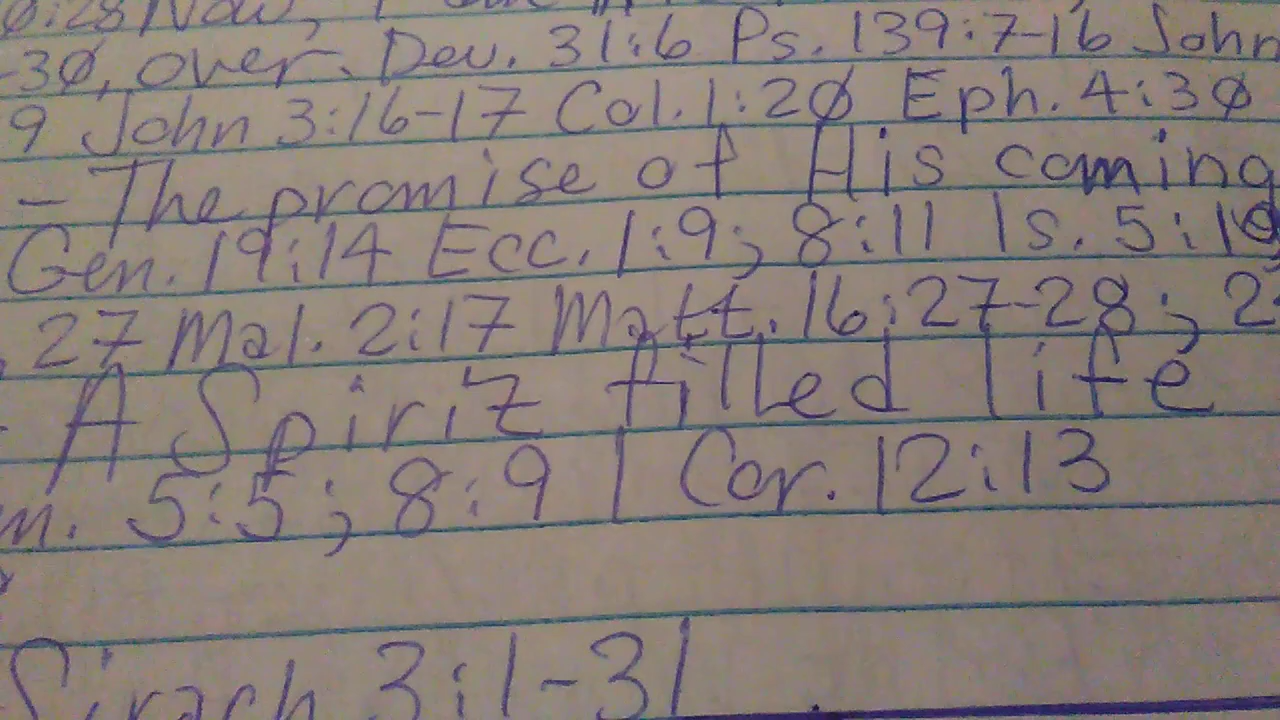 :28 Now, 
-30, over. Deu. 31:6 Ps. 139:7-16 John
9 John 3:16-17 Col. 1:20 Eph. 4:30
- The promise of His coming
Gen. 19:14 Ecc. 1:9; 8:11 Is. 5:19
27 Mal. 2:17 Matt. 16:27-28; 2
- A Spirit filled life
m. 5:5; 8:9 1 Cor. 12:13
Sirach 3:1-31